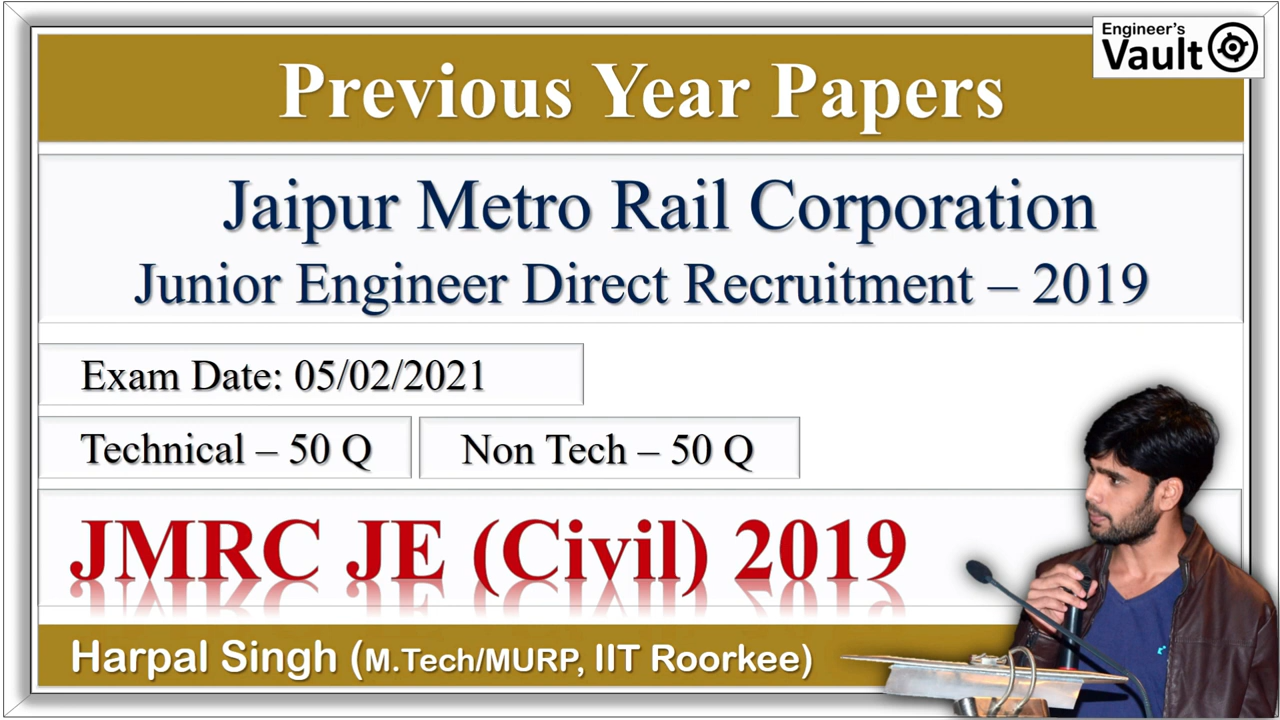 Engineer's
Vault
Previous Year Papers
Jaipur Metro Rail Corporation
Junior Engineer Direct Recruitment – 2019
Exam Date: 05/02/2021
Technical – 50 Q
Non Tech – 50 Q
JMRC JE (Civil) 2019
Harpal Singh (M.Tech/MURP, IIT Roorkee)